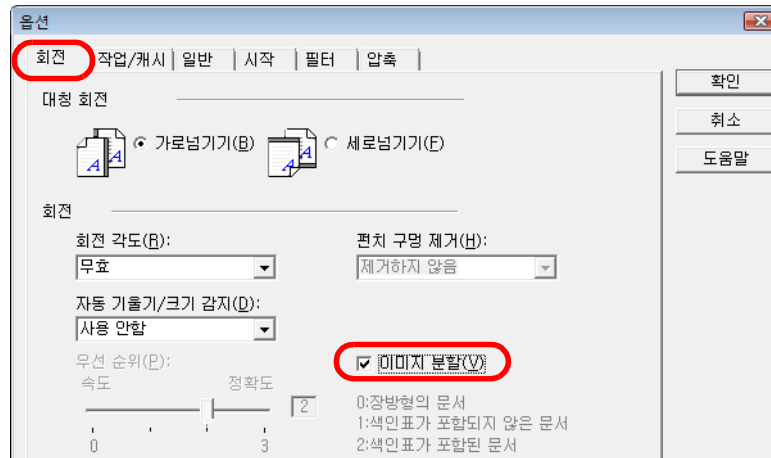 옵션
회전 작업/캐시 일반 시작 필터 압축
확인
취소
도움말
대칭 회전
A A 가로넘기기(B) A A 세로넘기기(F)
회전
회전 각도(R): 펀치 구멍 제거(H):
무효 제거하지 않음
자동 기울기/크기 감지(D):
사용 안함
우선 순위(P): 이미지 분할(V)
속도 정확도
2
0:장방형의 문서
1:색인표가 포함되지 않은 문서
0 3 2:색인표가 포함된 문서